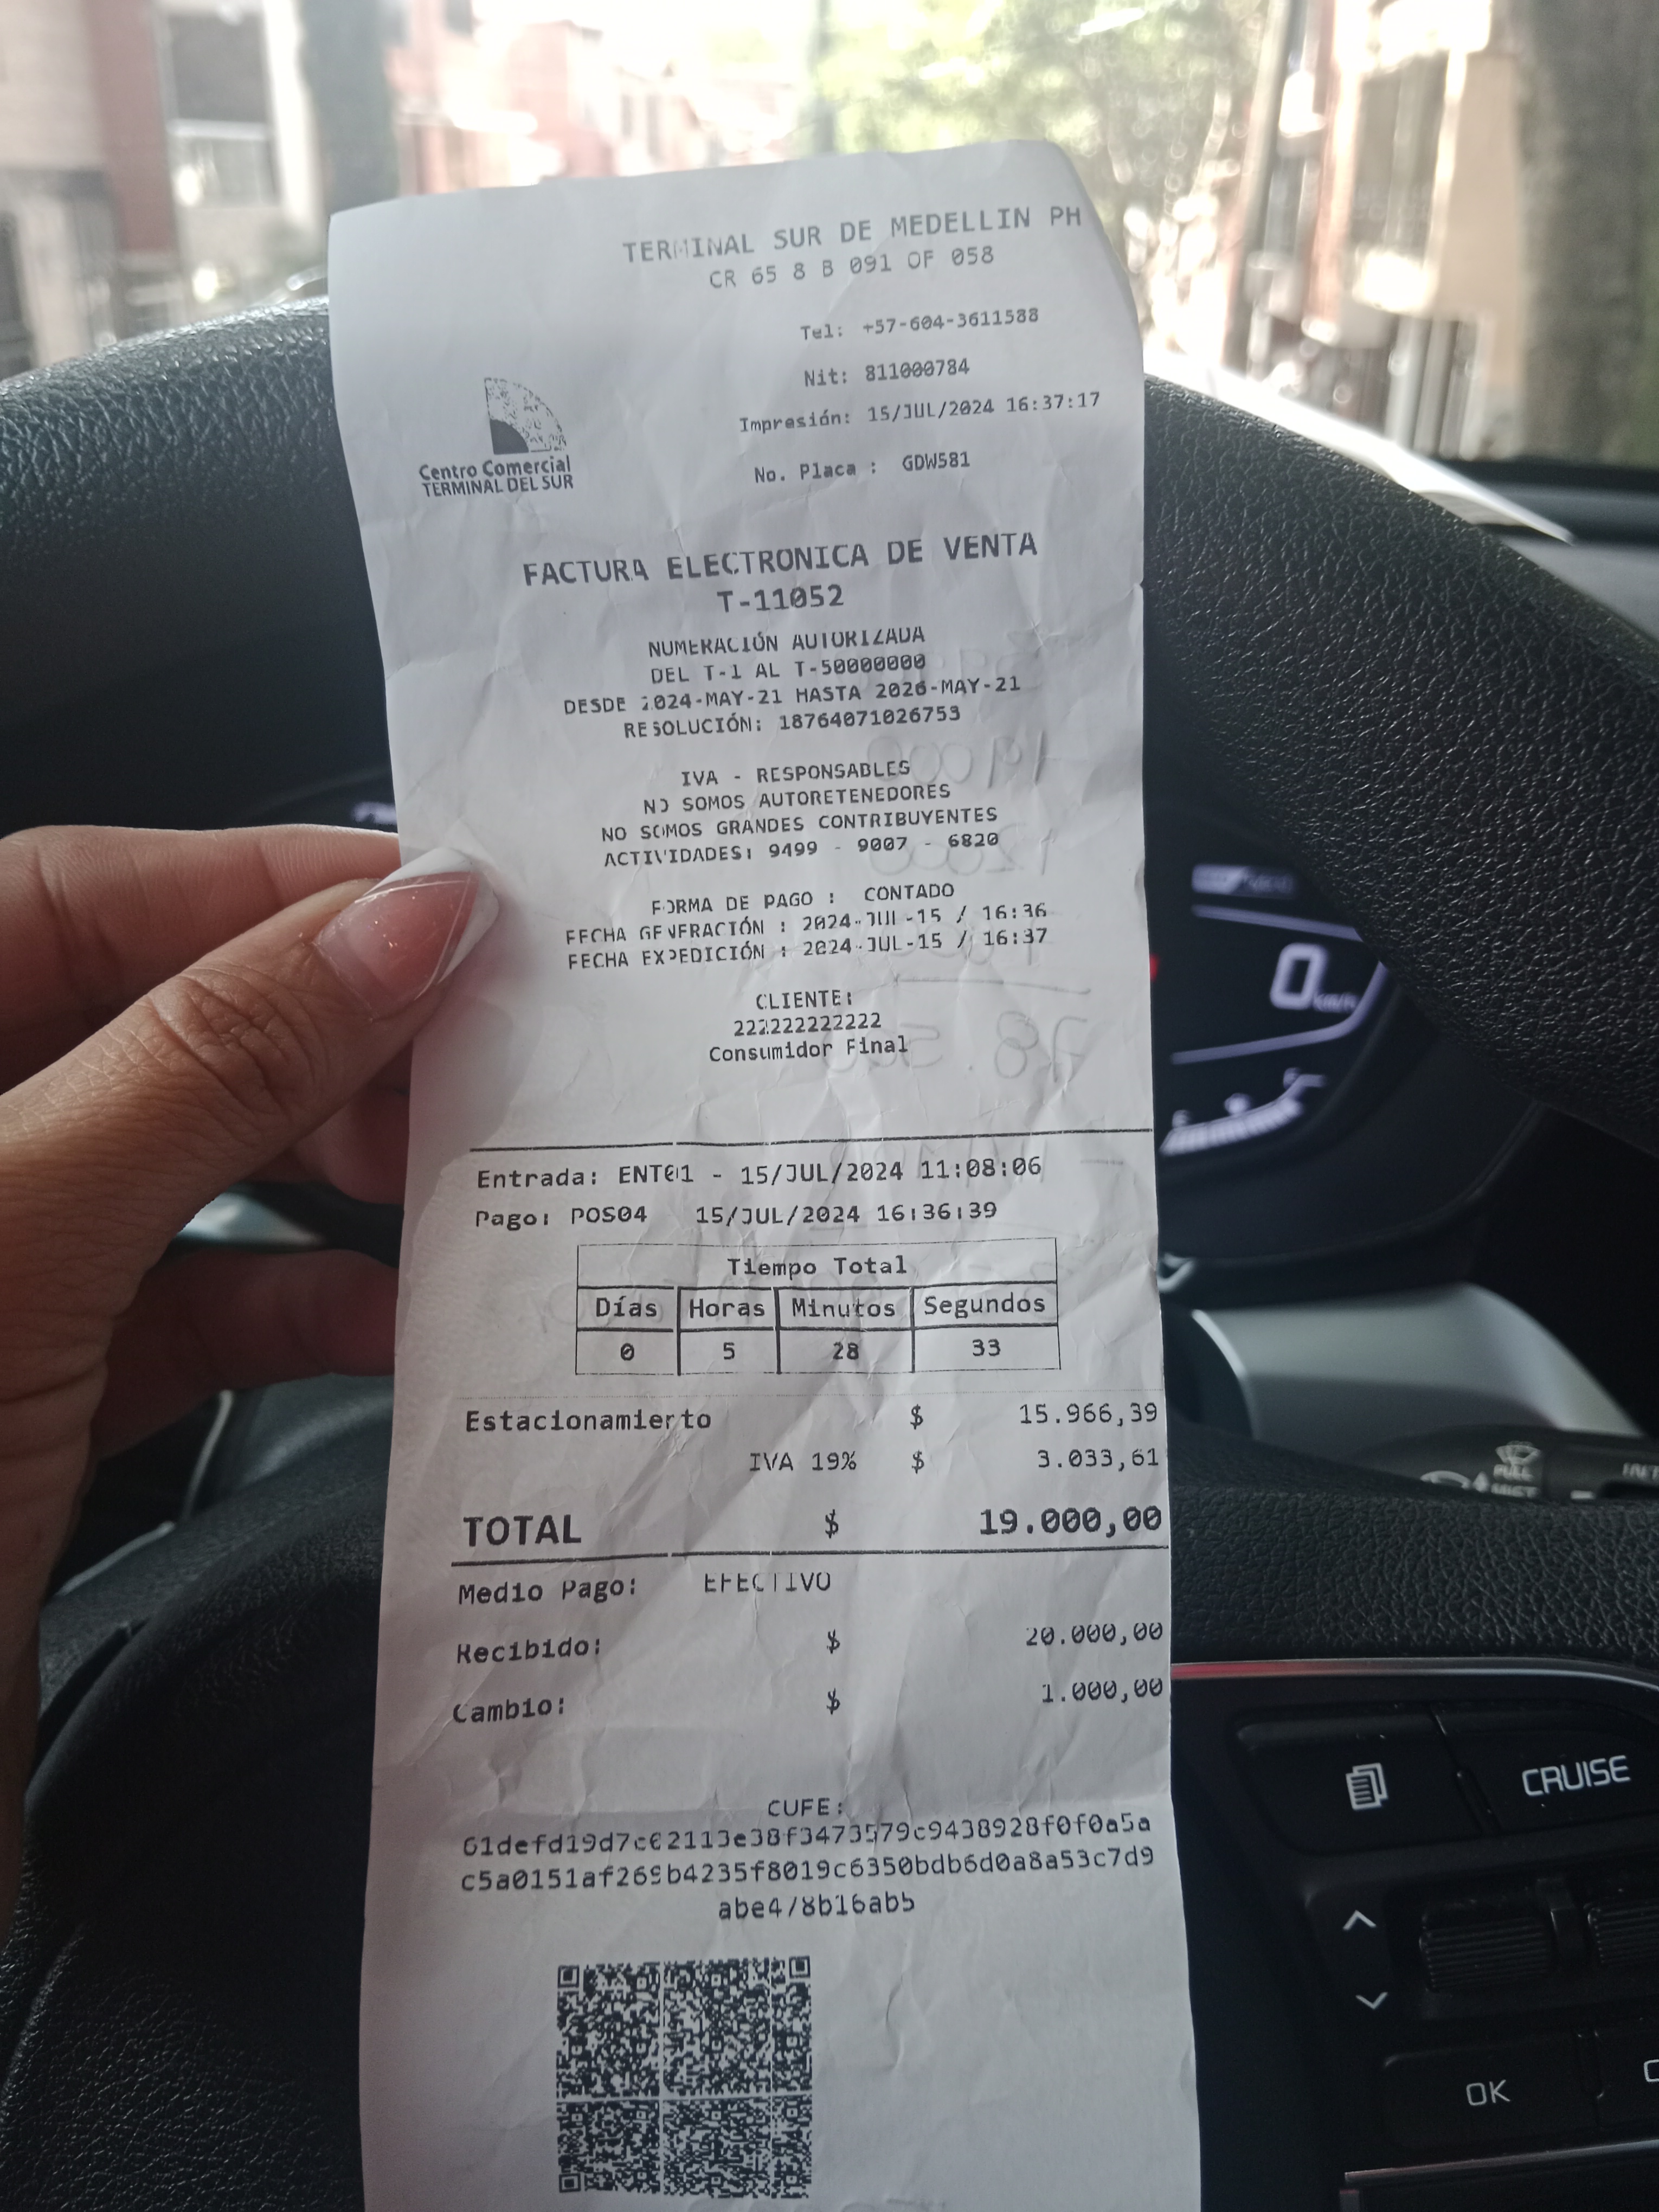 TERMINAL SUR DE MEDELLIN PH
CR 65 8 B 091 OF 058
Tel: +57-604-3611588
Nit: 811000784
Impresión: 15/JUL/2024 16:37:17
No. Placa : GDW581
Centro Comercial
TERMINAL DEL SUR
FACTURA ELECTRONICA DE VENTA
T-11052
NUMERACIÓN AUTORIZADA
DEL T-1 AL T-50000000
DESDE 2024-MAY-21 HASTA 2026-MAY-21
RESOLUCIÓN: 18764071026753
IVA - RESPONSABLES
NO SOMOS AUTORETENEDORES
NO SOMOS GRANDES CONTRIBUYENTES
ACTIVIDADES: 9499 - 9007 - 6820
FORMA DE PAGO : CONTADO
FECHA GENERACIÓN : 2024-JUL-15 / 16:36
FECHA EXPEDICIÓN : 2024-JUL-15 / 16:37
CLIENTE:
222222222222
Consumidor Final
Entrada: ENT01 - 15/JUL/2024 11:08:06
Pago: POS04 15/JUL/2024 16:36:39
Tiempo Total
Días Horas Minutos Segundos
0 5 28 33
Estacionamiento $ 15.966,39
IVA 19% $ 3.033,61
TOTAL $ 19.000,00
Medio Pago: EFECTIVO
Recibido: $ 20.000,00
Cambio: $ 1.000,00
CUFE:
61defd19d7c62113e38f3473579c9438928f0f0a5a
c5a0151af269b4235f8019c6350bdb6d0a8a53c7d9
abe478b16ab5
0 km/h
PULL
MIST
CRUISE
OK